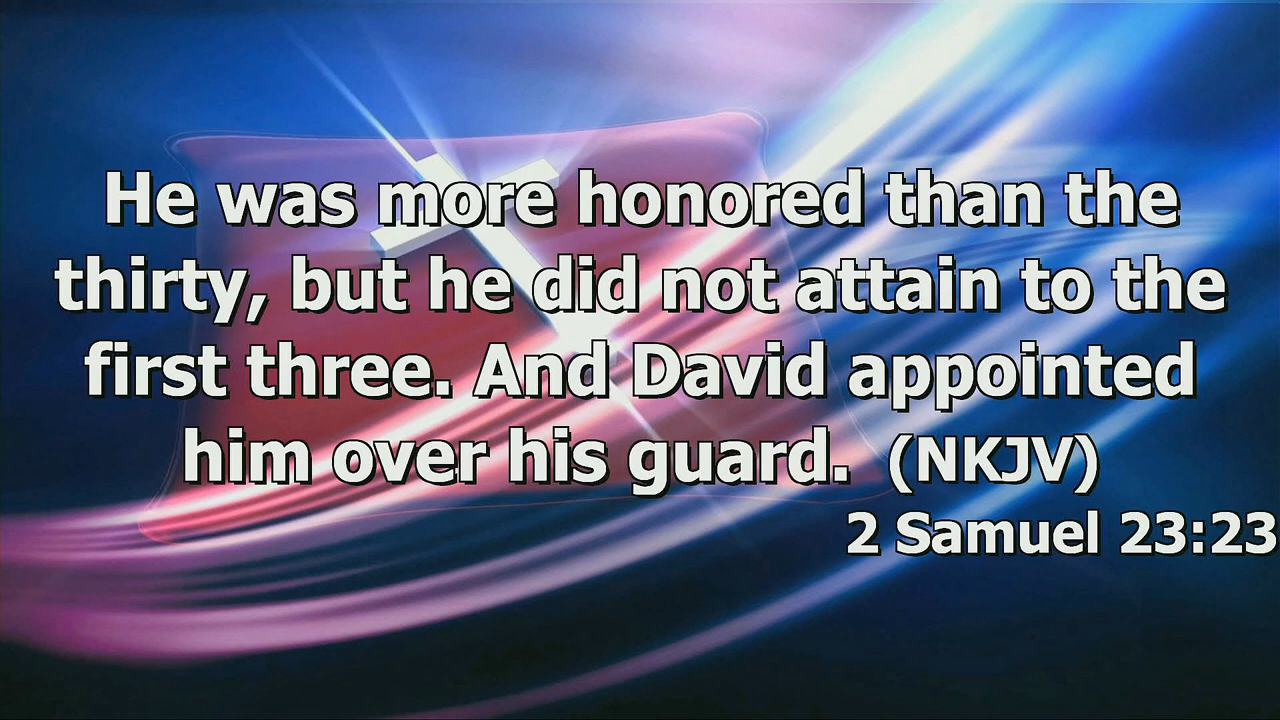 He was more honored than the
thirty, but he did not attain to the
first three. And David appointed
him over his guard. (NKJV)
2 Samuel 23:23